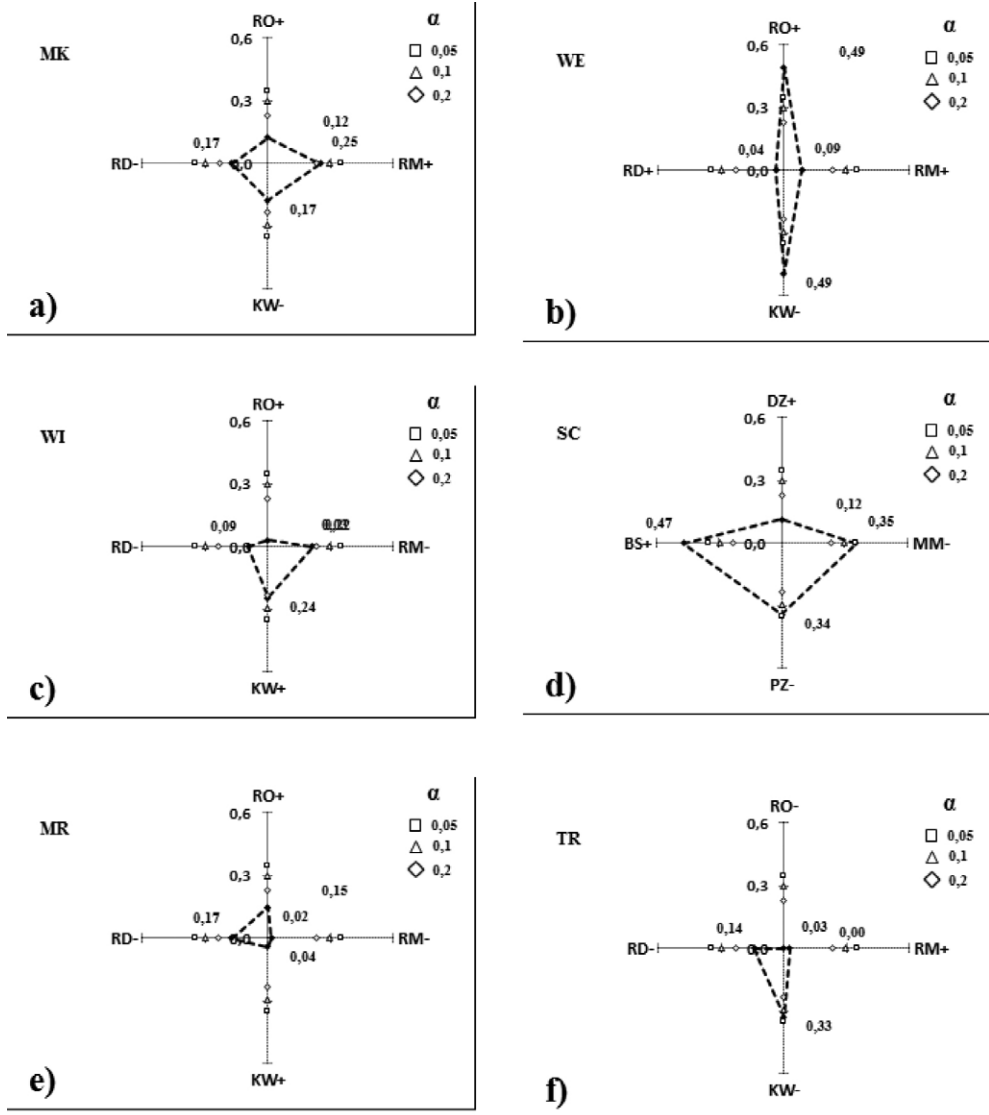 RO+
α
0,6
MK
0,05
0,1
0,2
0,3
0,12
0,17
0,25
RD-
0,0
RM+
0,17
KW-
a)
RO+
α
0,6
0,49
WE
0,05
0,1
0,2
0,3
0,04
0,09
RD+
0,0
RM+
0,49
KW-
b)
RO+
α
0,6
WI
0,05
0,1
0,2
0,3
0,09
RD-
0,0
RM-
0,24
KW+
c)
DZ+
α
0,6
SC
0,05
0,1
0,2
0,3
0,12
0,47
0,35
BS+
0,0
MM-
0,34
PZ-
d)
RO+
α
0,6
MR
0,05
0,1
0,2
0,3
0,15
0,17
0,02
RD-
0,0
RM-
0,04
KW+
e)
RO-
α
0,6
TR
0,05
0,1
0,2
0,3
0,14
0,03
0,00
RD-
0,0
RM+
0,33
KW-
f)